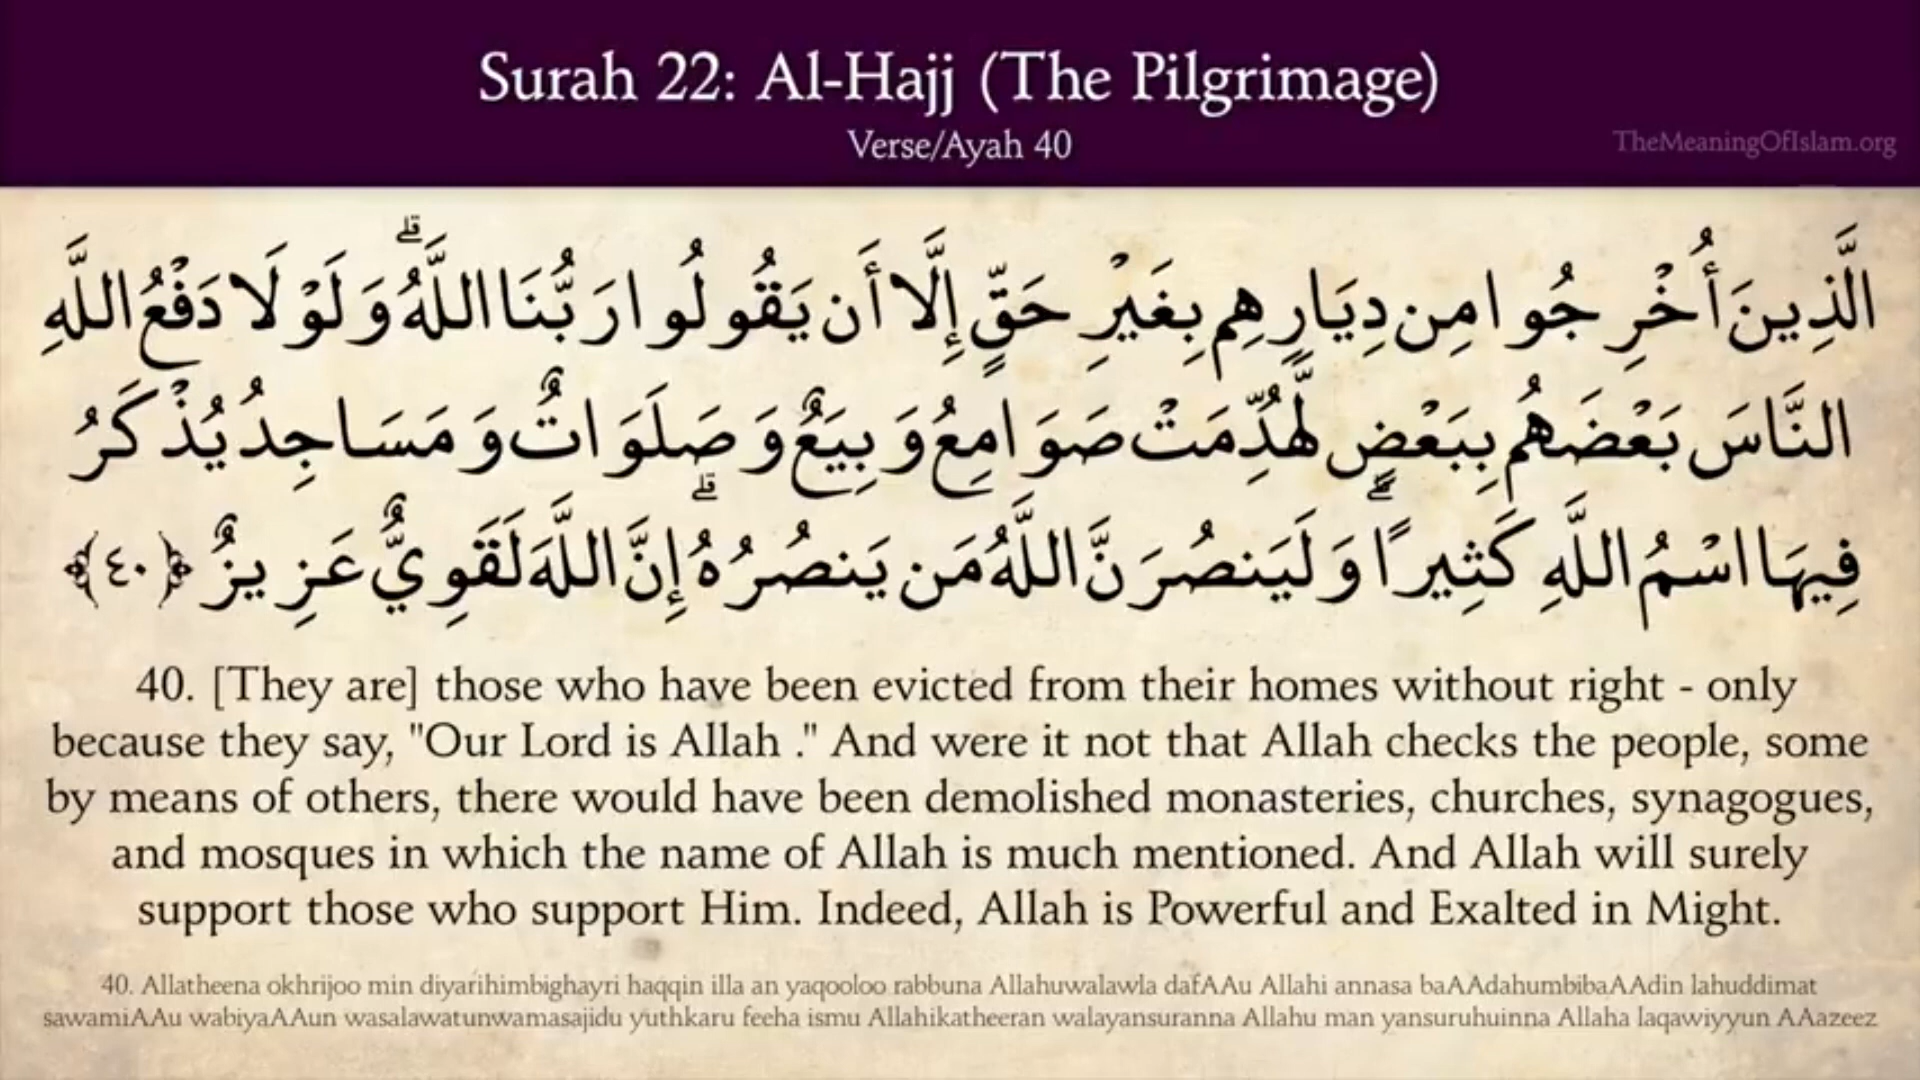 Surah 22: Al-Hajj (The Pilgrimage)
Verse/Ayah 40
TheMeaningOfIslam.org
الَّذِينَ أُخْرِجُوا مِن دِيَارِهِم بِغَيْرِ حَقٍّ إِلَّا أَن يَقُولُوا رَبُّنَا اللَّهُ ۗ وَلَوْلَا دَفْعُ اللَّهِ
النَّاسَ بَعْضَهُم بِبَعْضٍ لَّهُدِّمَتْ صَوَامِعُ وَبِيَعٌ وَصَلَوَاتٌ وَمَسَاجِدُ يُذْكَرُ
فِيهَا اسْمُ اللَّهِ كَثِيرًا ۗ وَلَيَنصُرَنَّ اللَّهُ مَن يَنصُرُهُ ۗ إِنَّ اللَّهَ لَقَوِيٌّ عَزِيزٌ ﴿٤٠﴾
40. [They are] those who have been evicted from their homes without right - only
because they say, "Our Lord is Allah ." And were it not that Allah checks the people, some
by means of others, there would have been demolished monasteries, churches, synagogues,
and mosques in which the name of Allah is much mentioned. And Allah will surely
support those who support Him. Indeed, Allah is Powerful and Exalted in Might.
40. Allatheena okhrijoo min diyarihimbighayri haqqin illa an yaqooloo rabbuna Allahuwalawla dafAAu Allahi annasa baAAdahumbibaAAdin lahuddimat
sawamiAAu wabiyaAAun wasalawatunwamasajidu yuthkaru feeha ismu Allahikatheeran walayansuranna Allahu man yansuruhuinna Allaha laqawiyyun AAazeez